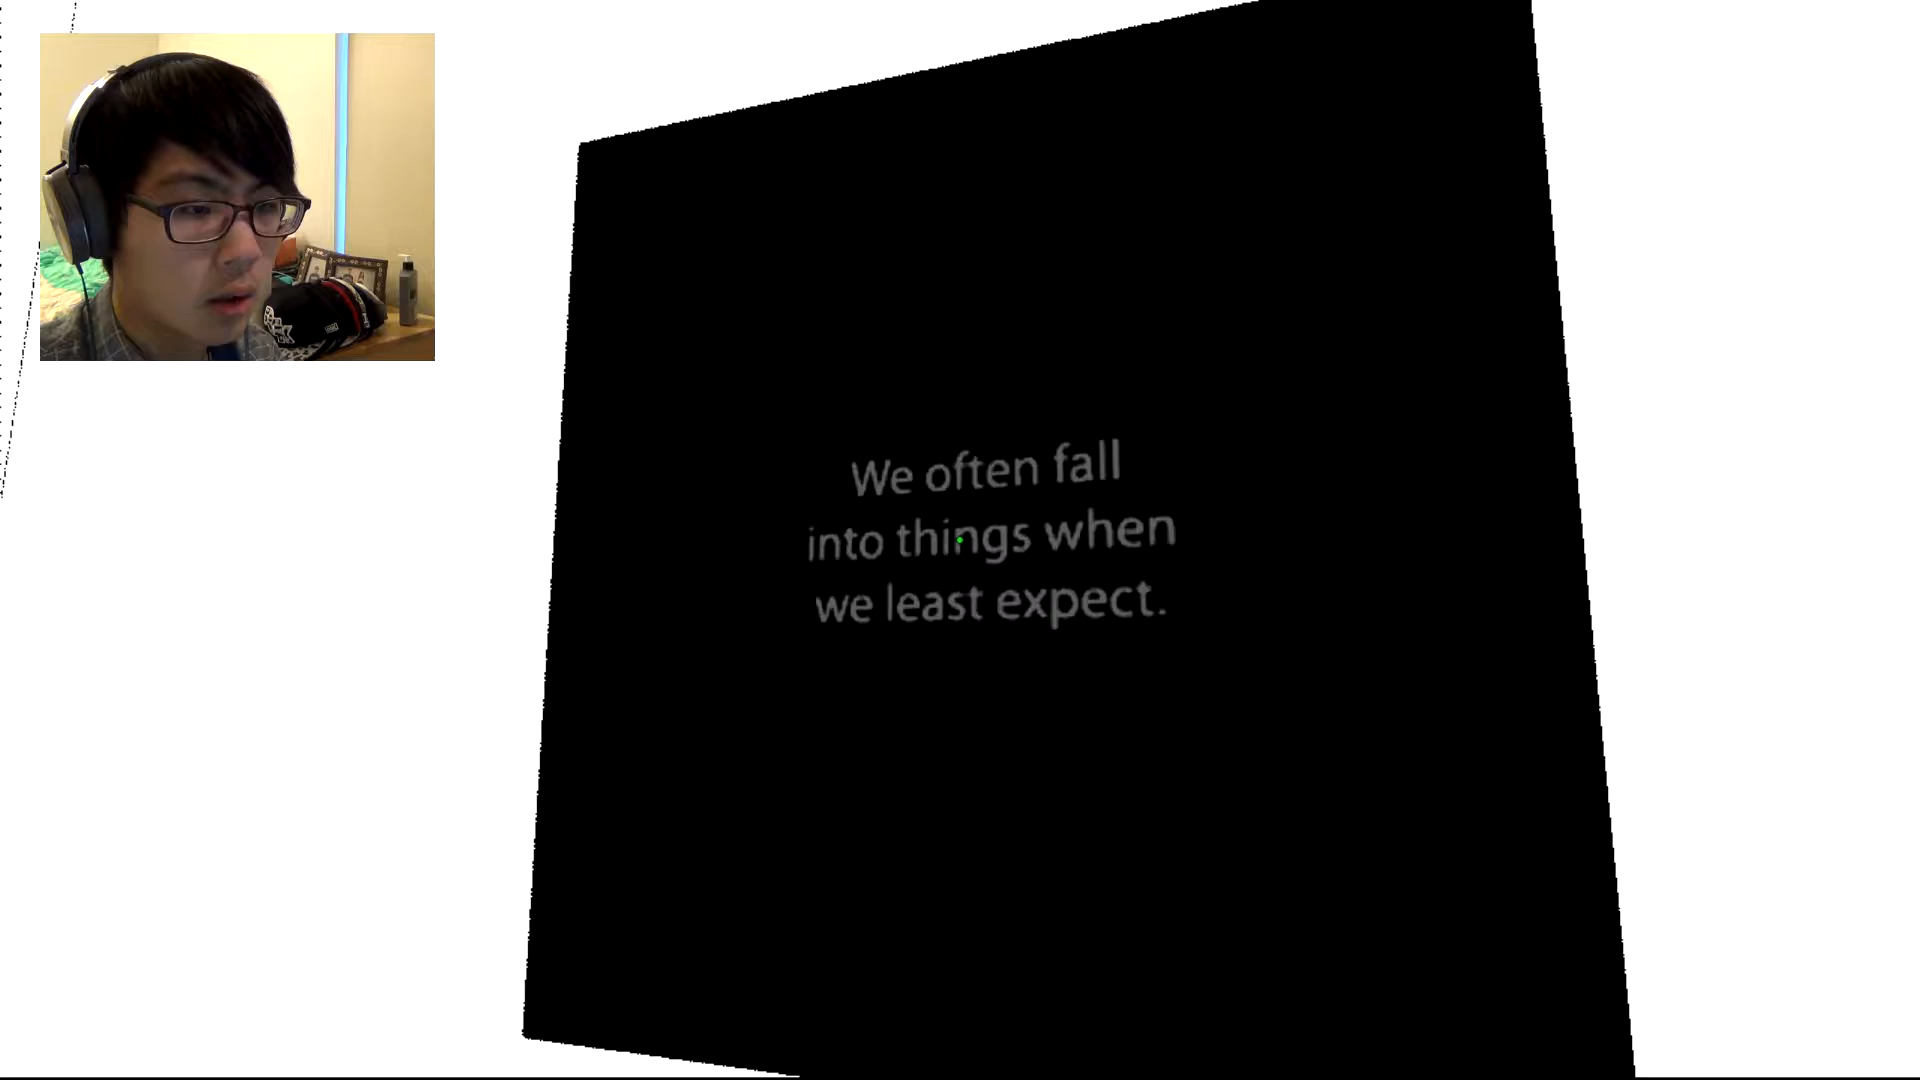 We often fall
into things when
we least expect.